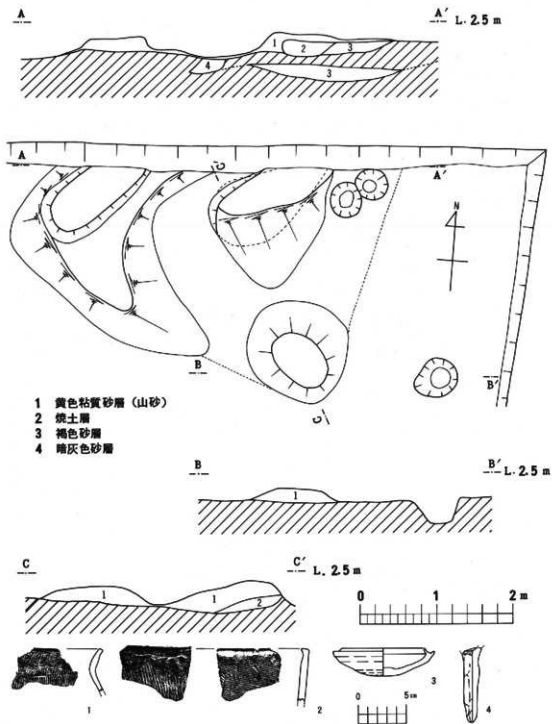 A A′ L. 2.5 m
1 2 3
4 3
A C′ A′
N
B B′
C
1 黄色粘質砂層（山砂）
2 焼土層
3 褐色砂層
4 暗灰色砂層
B B′ L. 2.5 m
1
C C′ L. 2.5 m
1 1 2
0 1 2 m
1 2 3 4
0 5 cm